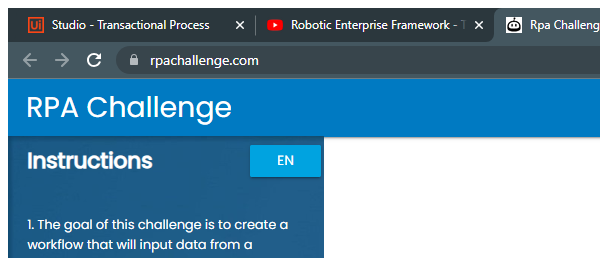 Ui Studio - Transactional Process
Robotic Enterprise Framework -
Rpa Challeng
rpachallenge.com
RPA Challenge
Instructions
EN
1. The goal of this challenge is to create a
workflow that will input data from a